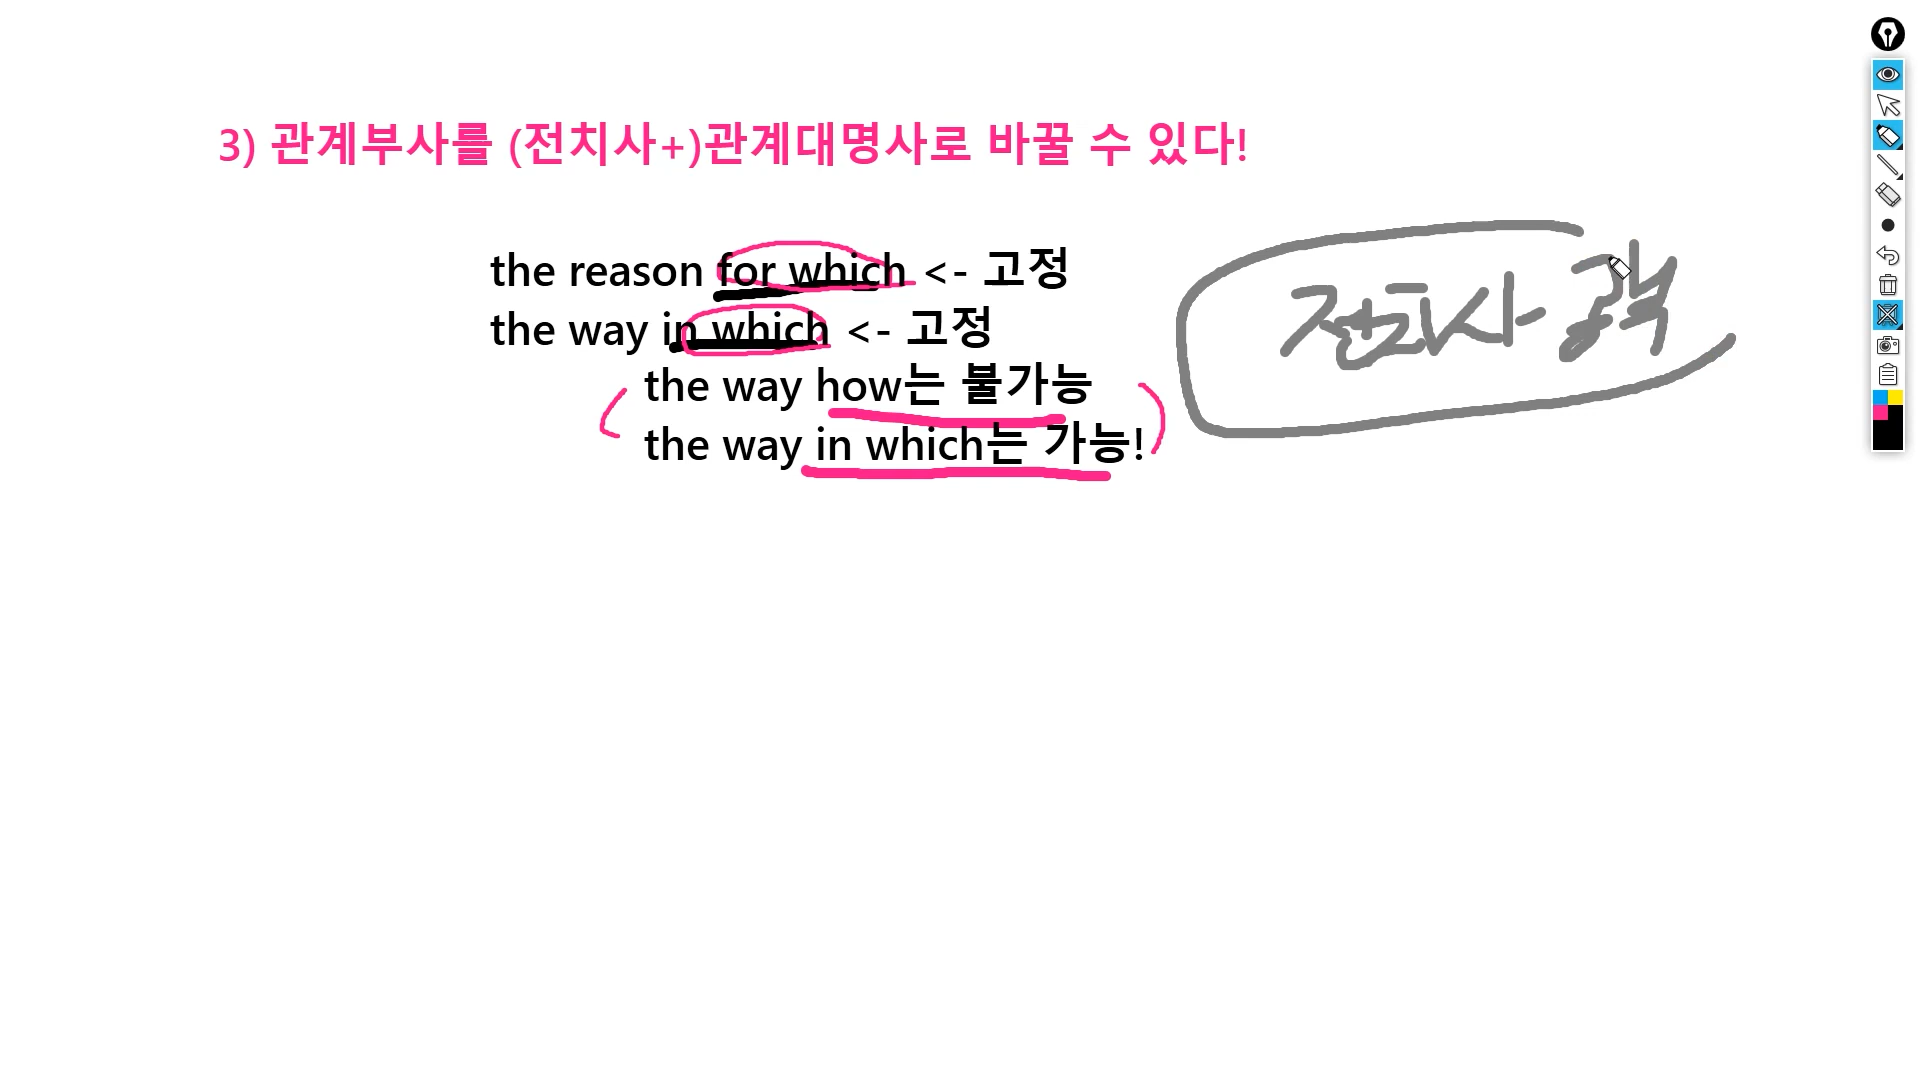 3) 관계부사를 (전치사+)관계대명사로 바꿀 수 있다!
the reason for which <- 고정
the way in which <- 고정
the way how는 불가능
the way in which는 가능!
전치사